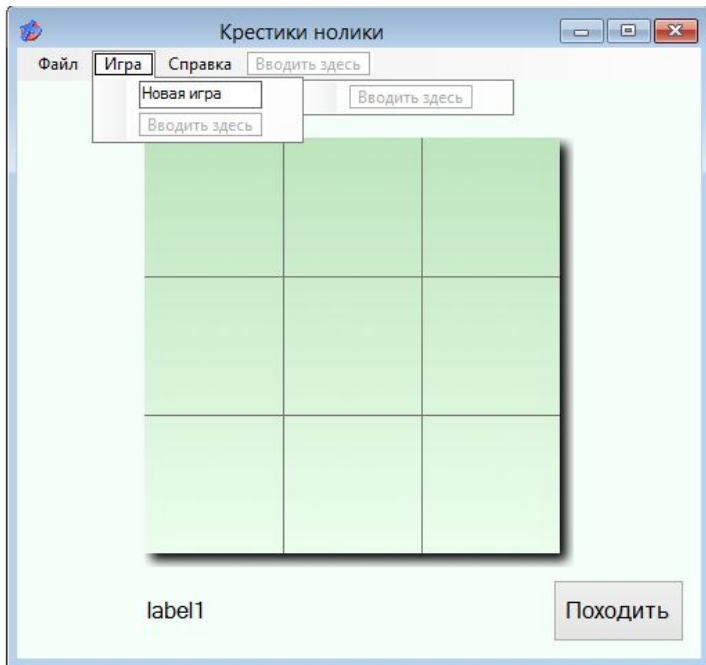 Крестики нолики
Файл Игра Справка Вводить здесь
Новая игра Вводить здесь
Вводить здесь
label1 Походить